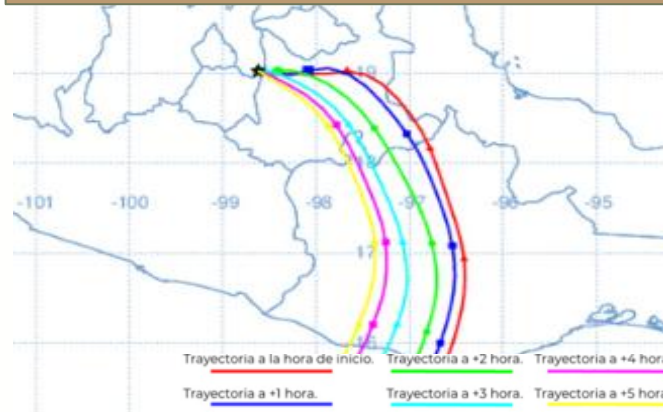 19
18
-101 -100 -99 -98 -97 -96 -95
17
16
Trayectoria a la hora de inicio. Trayectoria a +2 hora. Trayectoria a +4 hora
Trayectoria a +1 hora. Trayectoria a +3 hora. Trayectoria a +5 hora